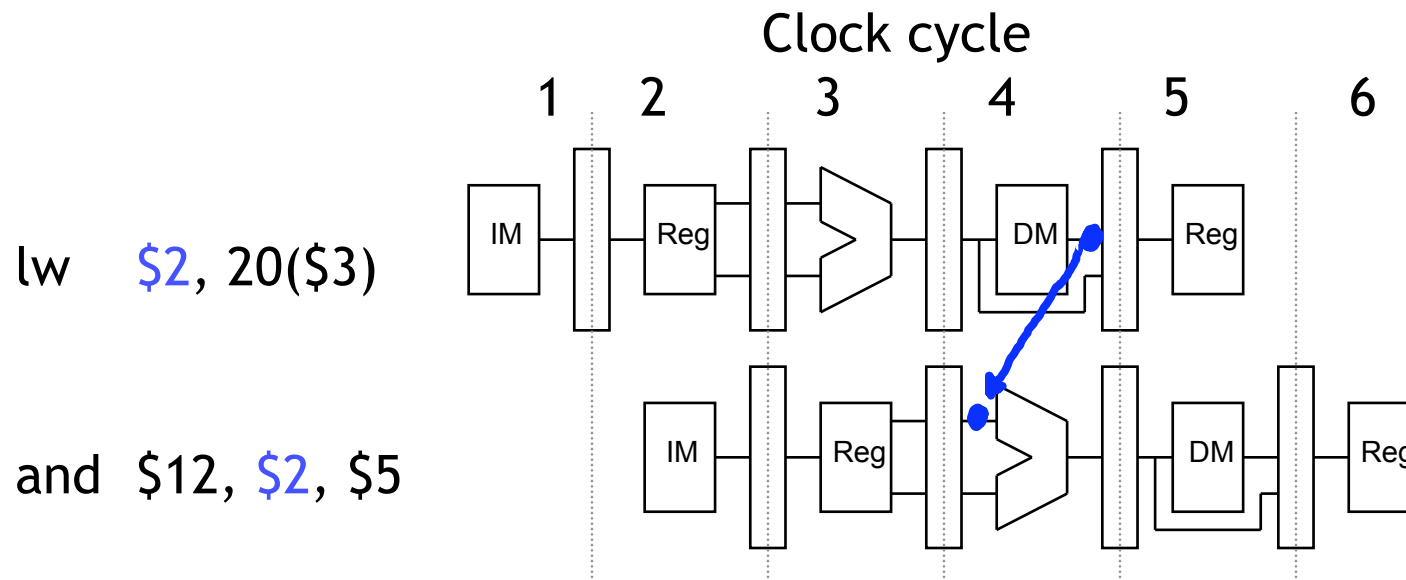 Clock cycle
1 2 3 4 5 6
IM Reg DM Reg
lw $2, 20($3)
IM Reg DM Reg
and $12, $2, $5